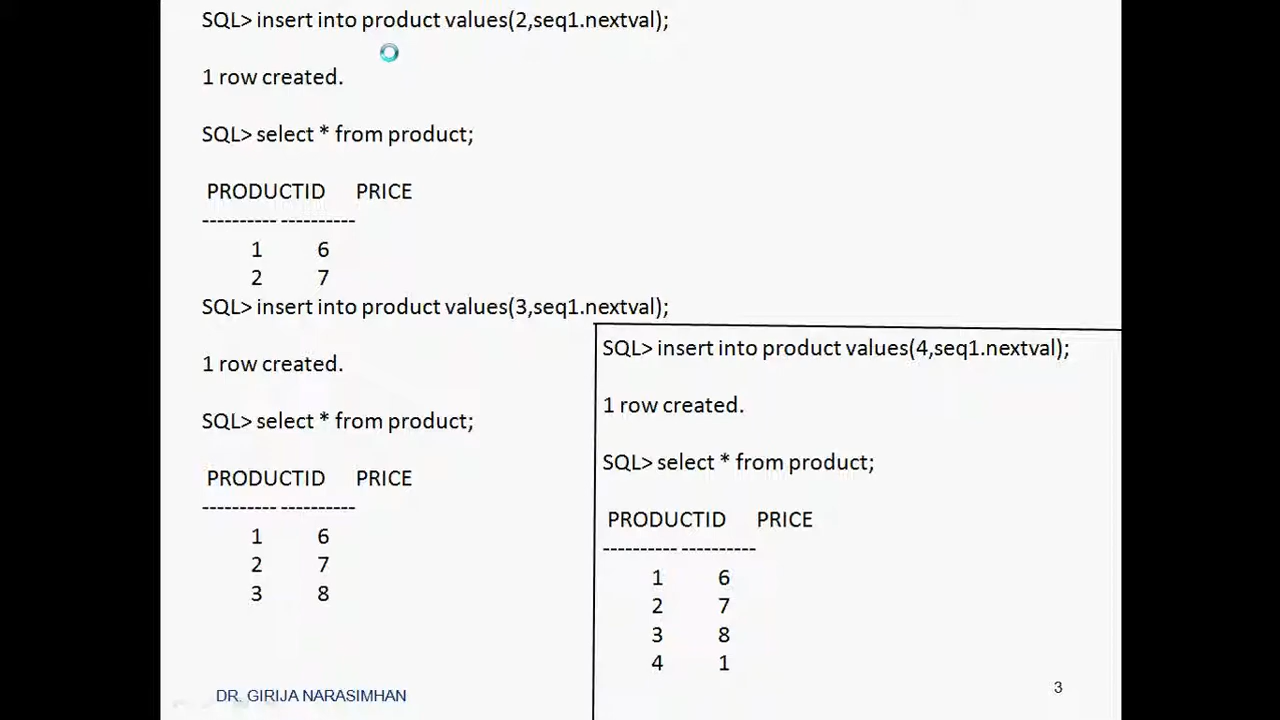 SQL> insert into product values(2,seq1.nextval);
1 row created.
SQL> select * from product;
PRODUCTID PRICE
---------- ----------
1 6
2 7
SQL> insert into product values(3,seq1.nextval);
1 row created.
SQL> select * from product;
PRODUCTID PRICE
---------- ----------
1 6
2 7
3 8
SQL> insert into product values(4,seq1.nextval);
1 row created.
SQL> select * from product;
PRODUCTID PRICE
---------- ----------
1 6
2 7
3 8
4 1
DR. GIRIJA NARASIMHAN
3